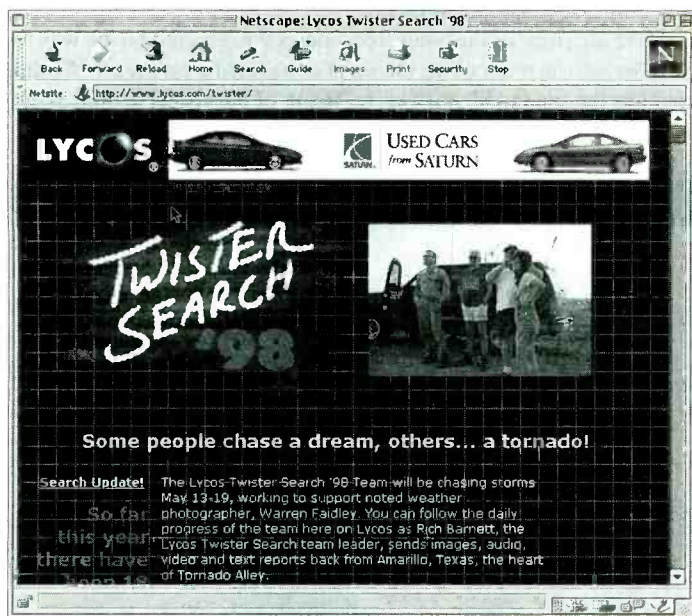 Netscape: Lycos Twister Search '98
Back Forward Reload Home Search Guide Images Print Security Stop
N
Netsite: http://www.lycos.com/twister/
LYCOS®
SATURN. USED CARS
from SATURN
TWISTER
SEARCH
'98
Some people chase a dream, others... a tornado!
Search Update!
So far
this year
there have
been 18
The Lycos Twister Search '98 Team will be chasing storms
May 13-19, working to support noted weather
photographer, Warren Faidley. You can follow the daily
progress of the team here on Lycos as Rich Barnett, the
Lycos Twister Search team leader, sends images, audio,
video and text reports back from Amarillo, Texas, the heart
of Tornado Alley.